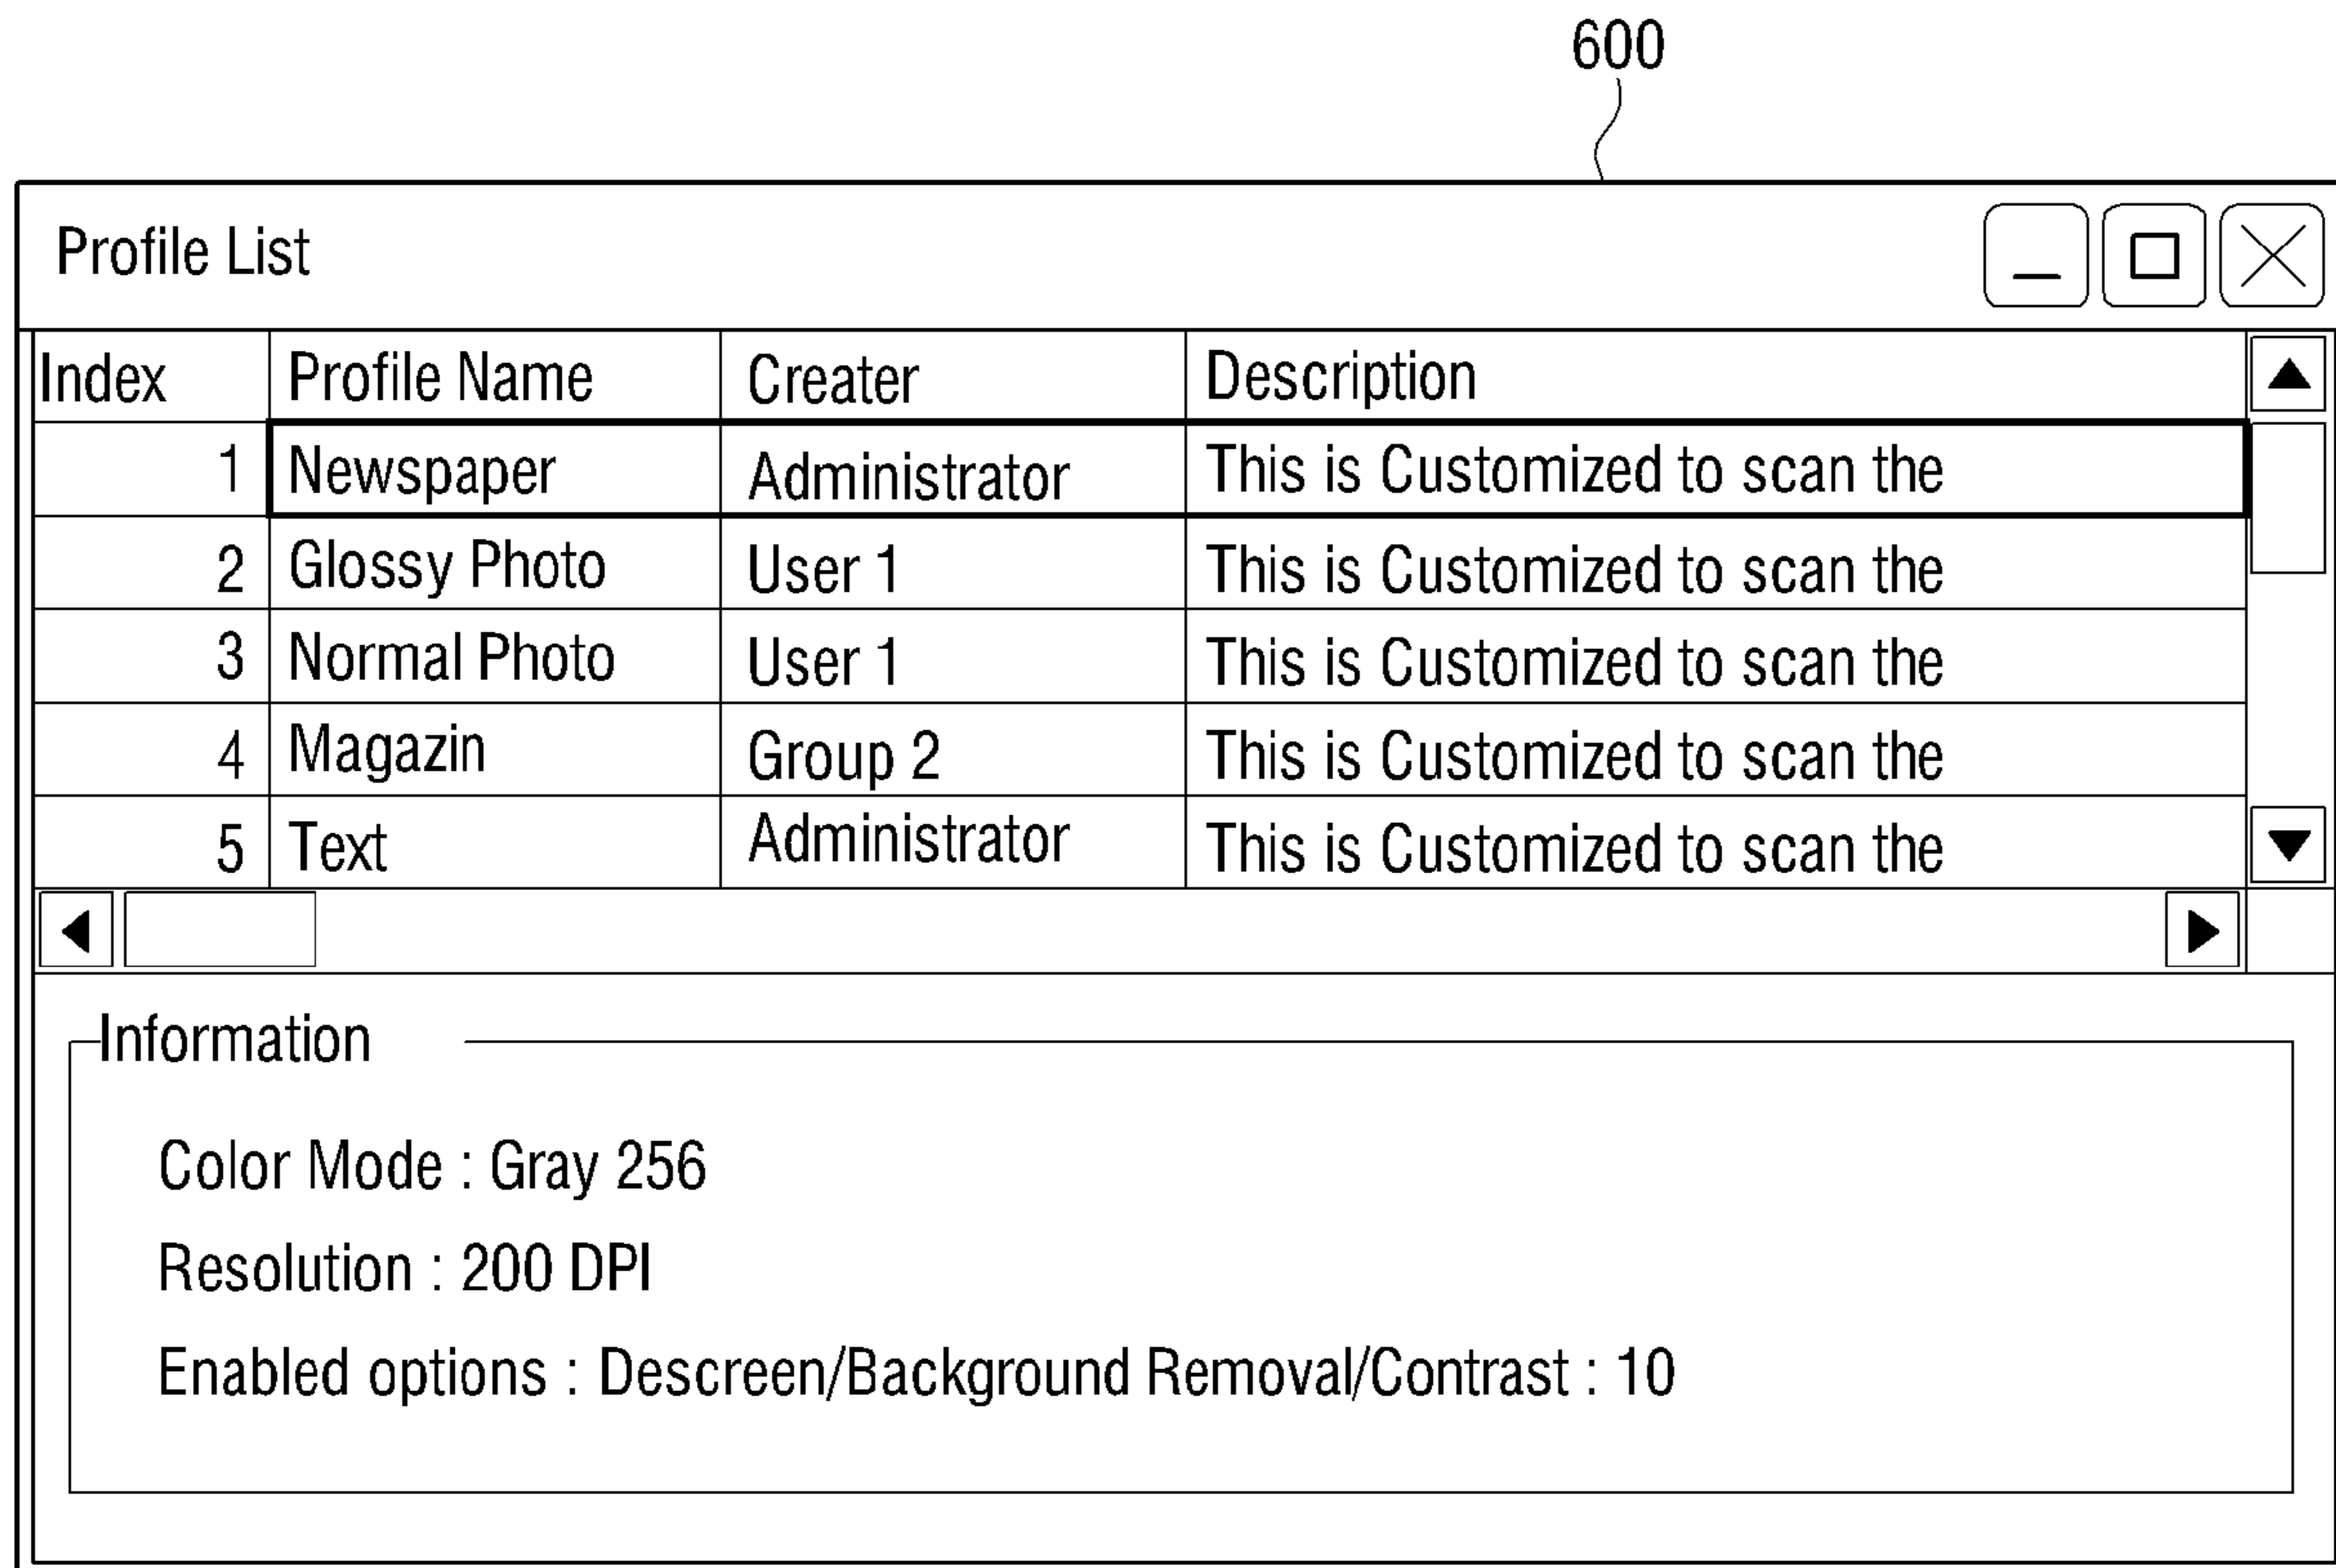 600
Profile List
Index Profile Name Creater Description
1 Newspaper Administrator This is Customized to scan the
2 Glossy Photo User 1 This is Customized to scan the
3 Normal Photo User 1 This is Customized to scan the
4 Magazin Group 2 This is Customized to scan the
5 Text Administrator This is Customized to scan the
Information
Color Mode : Gray 256
Resolution : 200 DPI
Enabled options : Descreen/Background Removal/Contrast : 10